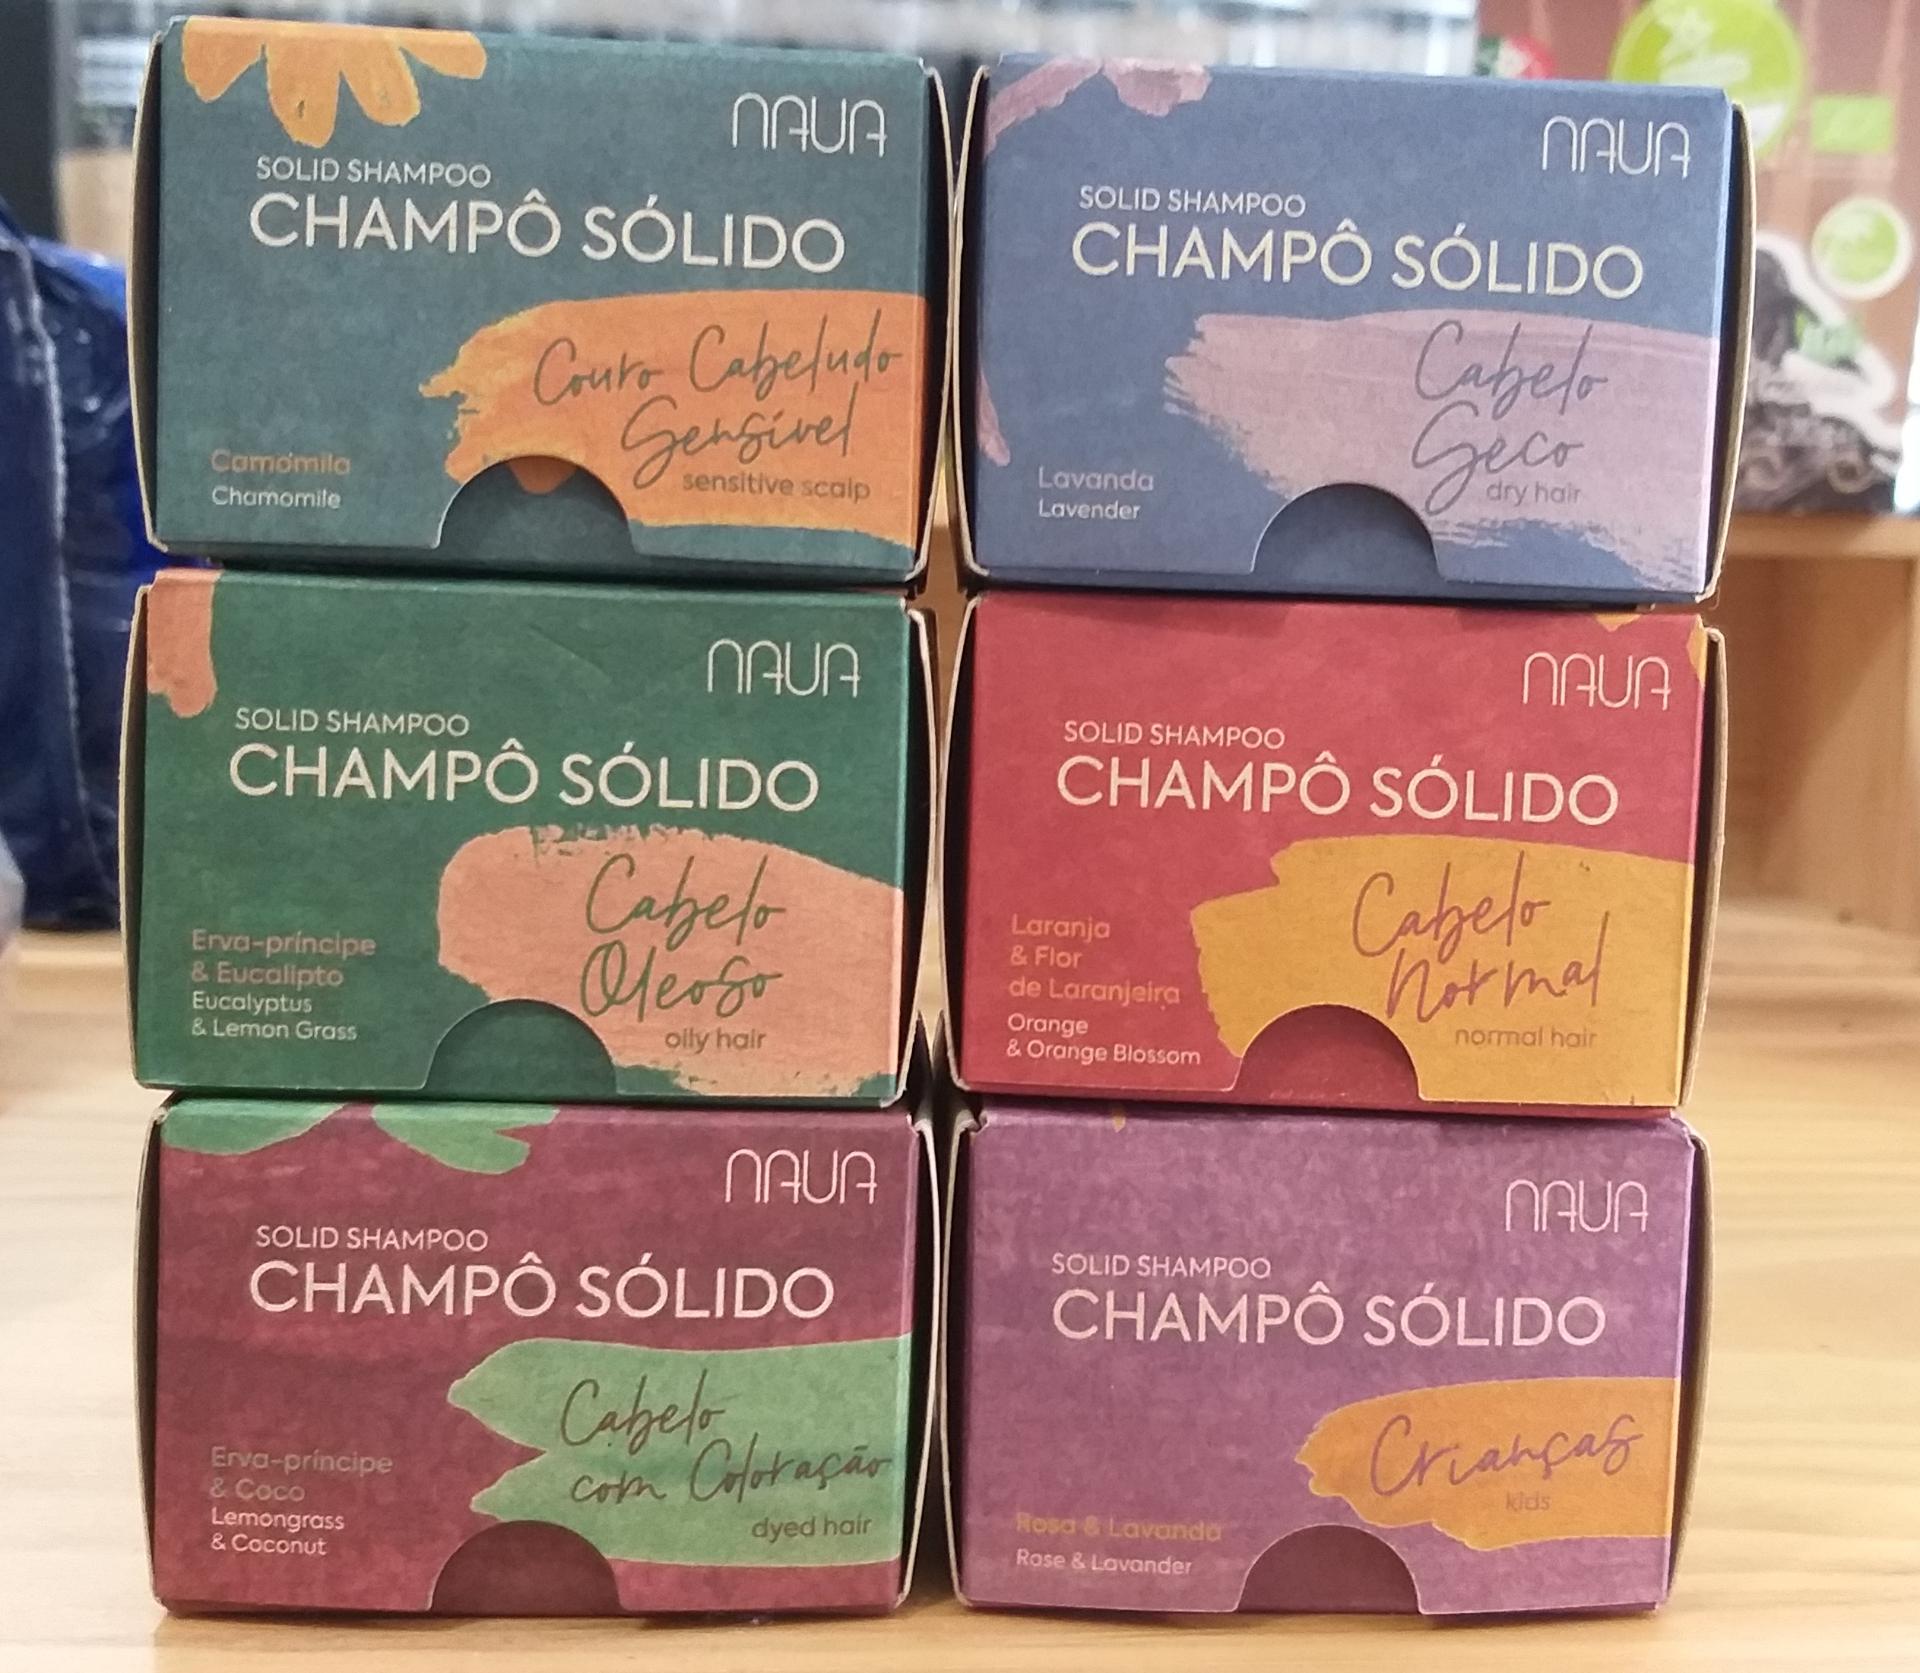 NAUA
SOLID SHAMPOO
CHAMPÔ SÓLIDO
Couro Cabeludo
Sensível
sensitive scalp
Camomila
Chamomile
NAUA
SOLID SHAMPOO
CHAMPÔ SÓLIDO
Cabelo
Seco
dry hair
Lavanda
Lavender
NAUA
SOLID SHAMPOO
CHAMPÔ SÓLIDO
Cabelo
Oleoso
oily hair
Erva-príncipe
& Eucalipto
Eucalyptus
& Lemon Grass
NAUA
SOLID SHAMPOO
CHAMPÔ SÓLIDO
Cabelo
Normal
normal hair
Laranja
& Flor
de Laranjeira
Orange
& Orange Blossom
NAUA
SOLID SHAMPOO
CHAMPÔ SÓLIDO
Cabelo
com Coloração
dyed hair
Erva-príncipe
& Coco
Lemongrass
& Coconut
NAUA
SOLID SHAMPOO
CHAMPÔ SÓLIDO
Crianças
kids
Rosa & Lavanda
Rose & Lavander